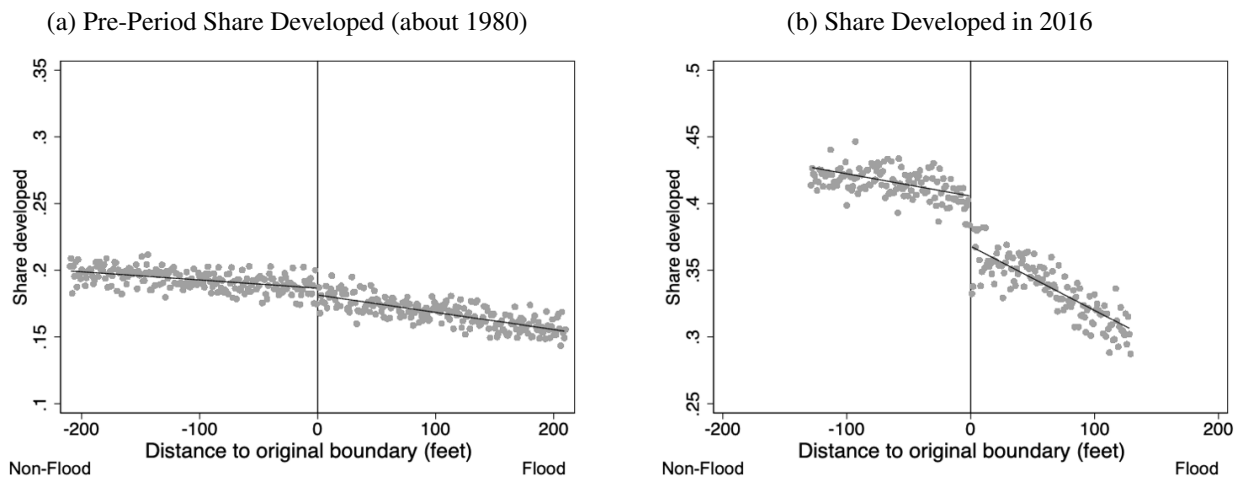 (a) Pre-Period Share Developed (about 1980)
.35
.3
.25
.2
.15
.1
Share developed
-200 -100 0 100 200
Distance to original boundary (feet)
Non-Flood Flood
(b) Share Developed in 2016
.5
.45
.4
.35
.3
.25
Share developed
-200 -100 0 100 200
Distance to original boundary (feet)
Non-Flood Flood